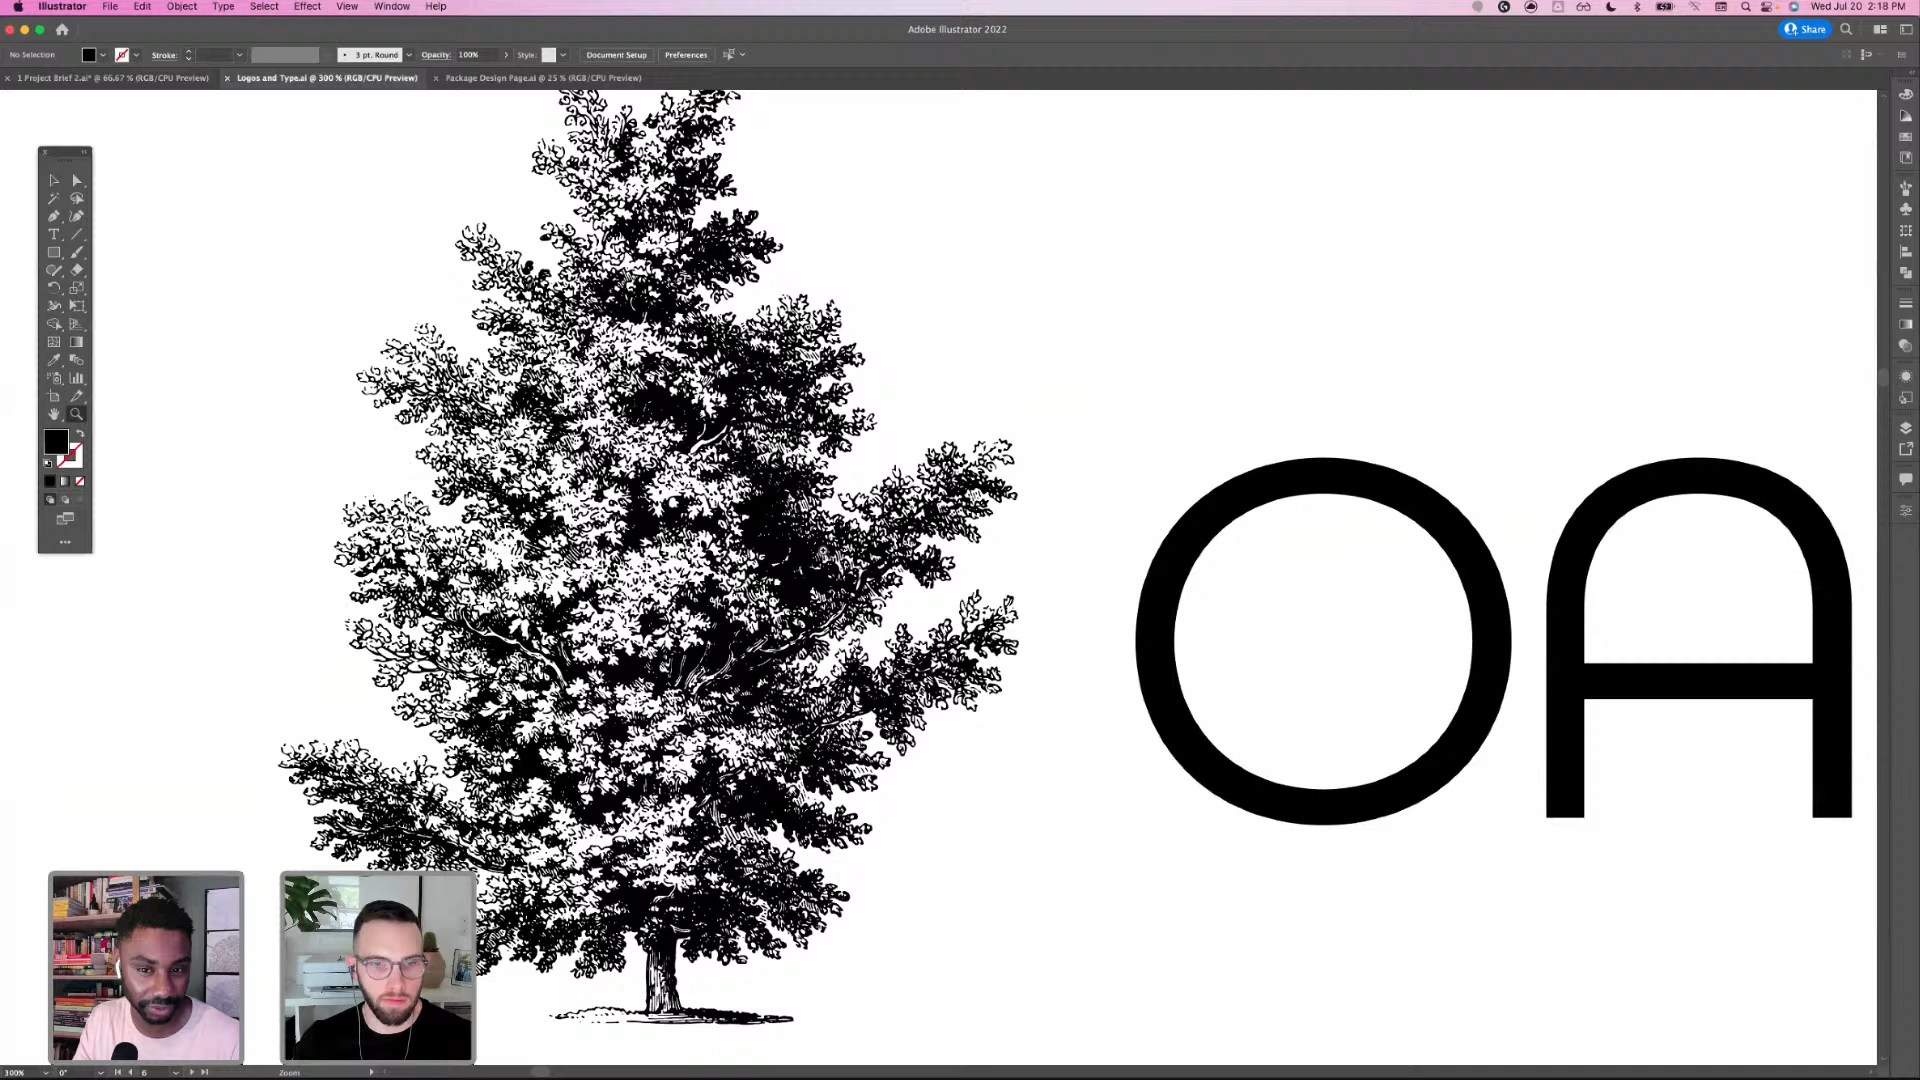 Illustrator File Edit Object Type Select Effect View Window Help Wed Jul 20 2:18 PM
Adobe Illustrator 2022 Share
No Selection Stroke: 3 pt. Round Opacity: 100% Style: Document Setup Preferences
1 Project Brief 2.ai* @ 66.67 % (RGB/CPU Preview) Logos and Type.ai @ 300 % (RGB/CPU Preview) Package Design Page.ai @ 25 % (RGB/CPU Preview)
OA
300% 0° 6 Zoom